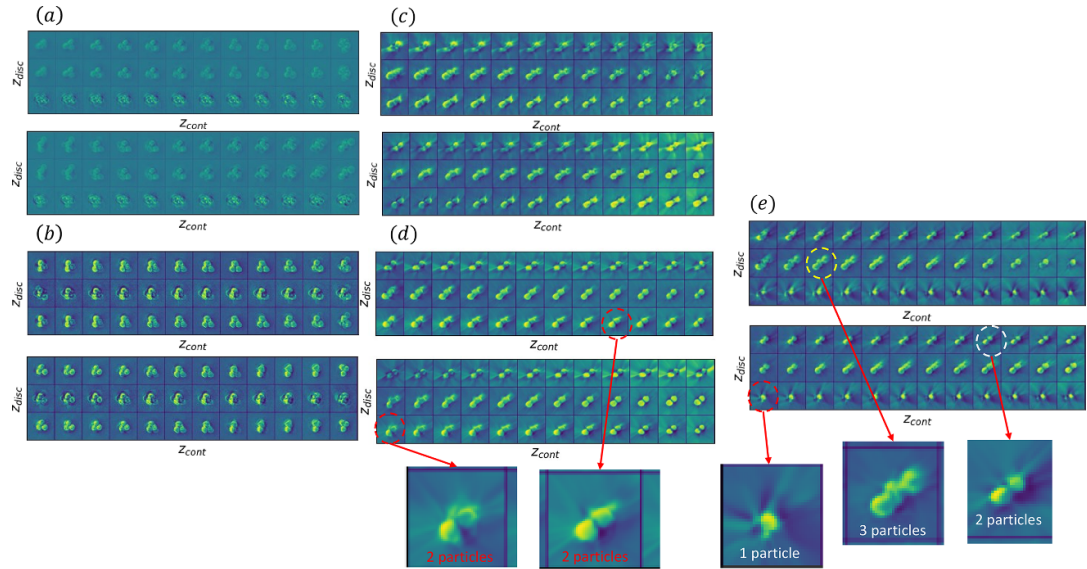 (a)
z_disc
z_cont
z_disc
z_cont
(b)
z_disc
z_cont
z_disc
z_cont
(c)
z_disc
z_cont
z_disc
z_cont
(d)
z_disc
z_cont
z_disc
z_cont
2 particles
2 particles
(e)
z_disc
z_cont
z_disc
z_cont
1 particle
3 particles
2 particles